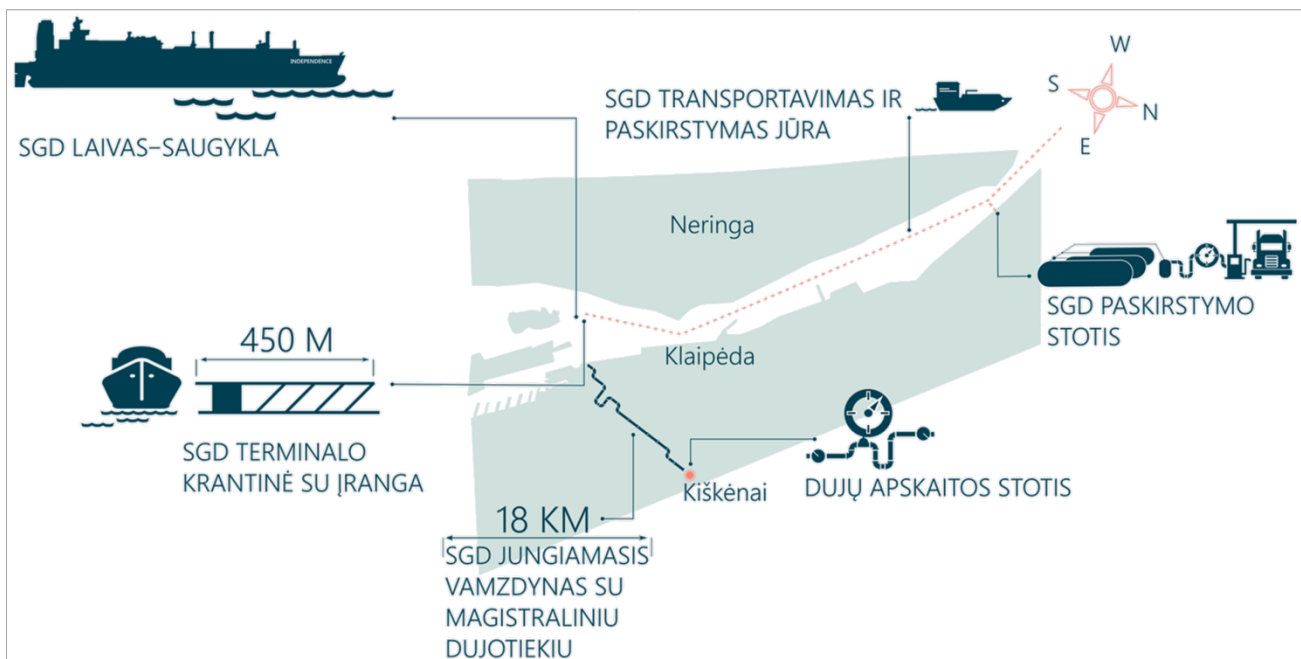 INDEPENDENCE
SGD LAIVAS–SAUGYKLA
SGD TRANSPORTAVIMAS IR
PASKIRSTYMAS JŪRA
W
S
N
E
Neringa
SGD PASKIRSTYMO
STOTIS
450 M
Klaipėda
SGD TERMINALO
KRANTINĖ SU ĮRANGA
Kiškėnai
DUJŲ APSKAITOS STOTIS
18 KM
SGD JUNGIAMASIS
VAMZDYNAS SU
MAGISTRALINIU
DUJOTIEKIU